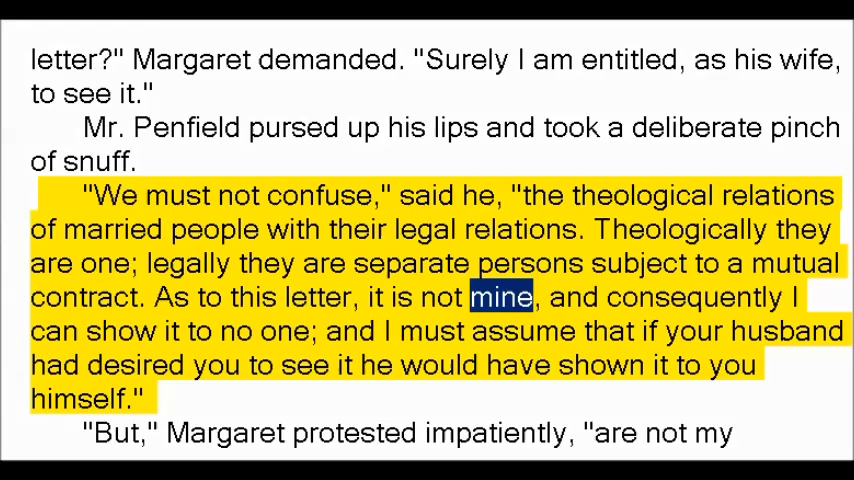 letter?" Margaret demanded. "Surely I am entitled, as his wife,
to see it."
Mr. Penfield pursed up his lips and took a deliberate pinch
of snuff.
"We must not confuse," said he, "the theological relations
of married people with their legal relations. Theologically they
are one; legally they are separate persons subject to a mutual
contract. As to this letter, it is not mine, and consequently I
can show it to no one; and I must assume that if your husband
had desired you to see it he would have shown it to you
himself."
"But," Margaret protested impatiently, "are not my